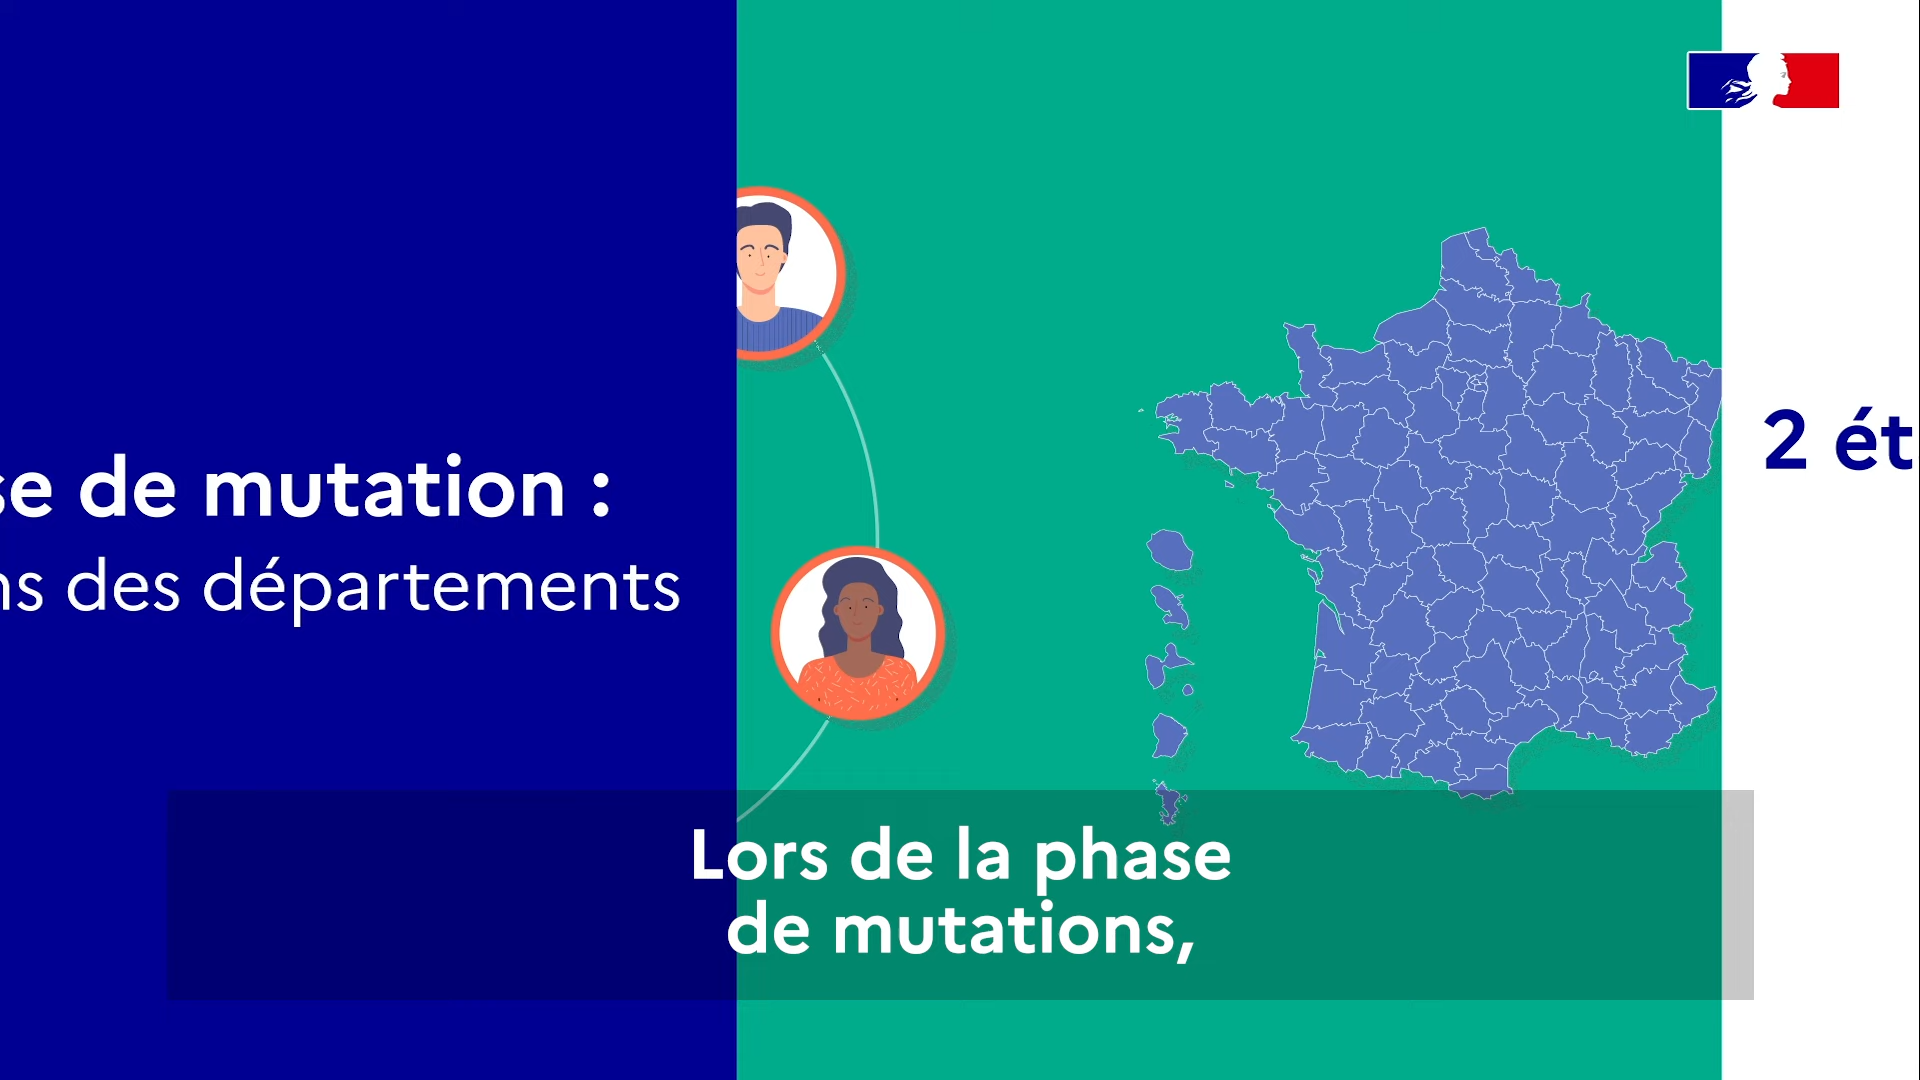 se de mutation :
ns des départements
2 ét
Lors de la phase
de mutations,